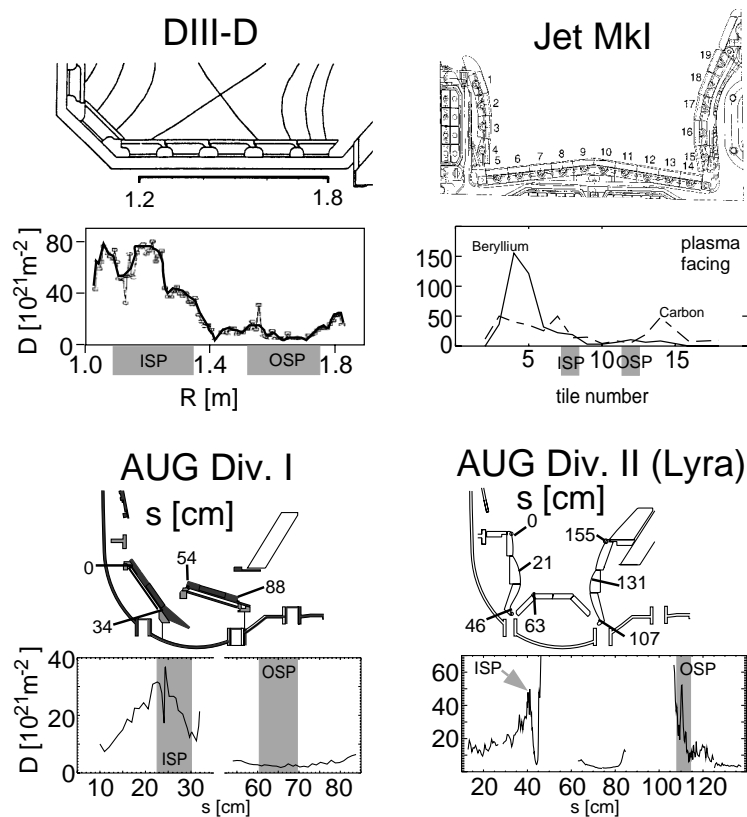 DIII-D
1.2 1.8
D [10²¹m⁻²]
80
40
0
ISP OSP
1.0 1.4 1.8
R [m]
Jet MkI
1
2
3
4
5 6 7 8 9 10 11 12 13 14
15
16
17
18
19
Beryllium
plasma
facing
Carbon
150
100
50
0
5 10 15
ISP OSP
tile number
AUG Div. I
s [cm]
0
54
88
34
D [10²¹m⁻²]
40
20
0
OSP
ISP
10 20 30 50 60 70 80
s [cm]
AUG Div. II (Lyra)
s [cm]
0
155
21
131
46
63
107
60
40
20
ISP
OSP
20 40 60 80 100 120
s [cm]